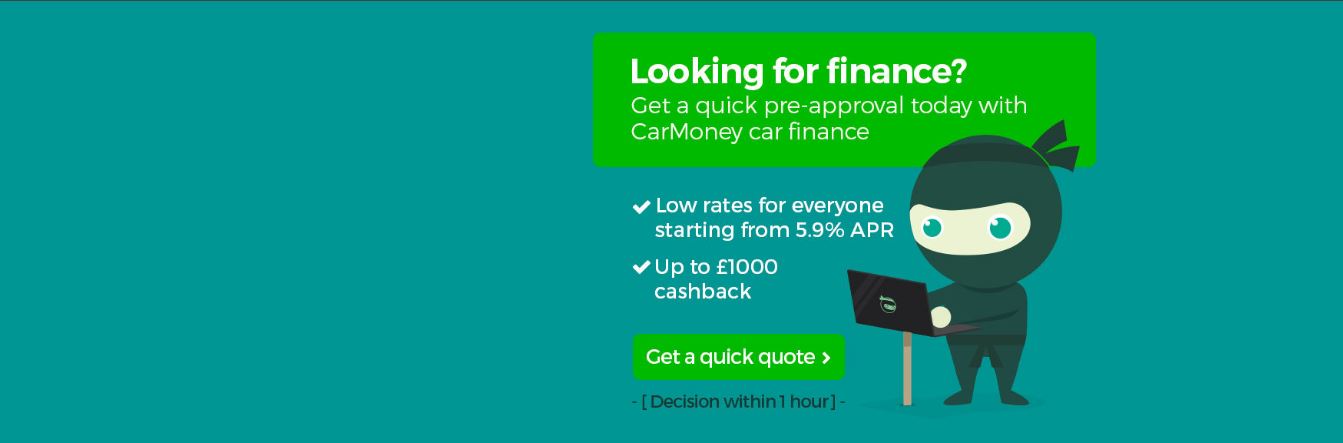 Looking for finance?
Get a quick pre-approval today with
CarMoney car finance
Low rates for everyone
starting from 5.9% APR
Up to £1000
cashback
Get a quick quote ›
- [ Decision within 1 hour ] -